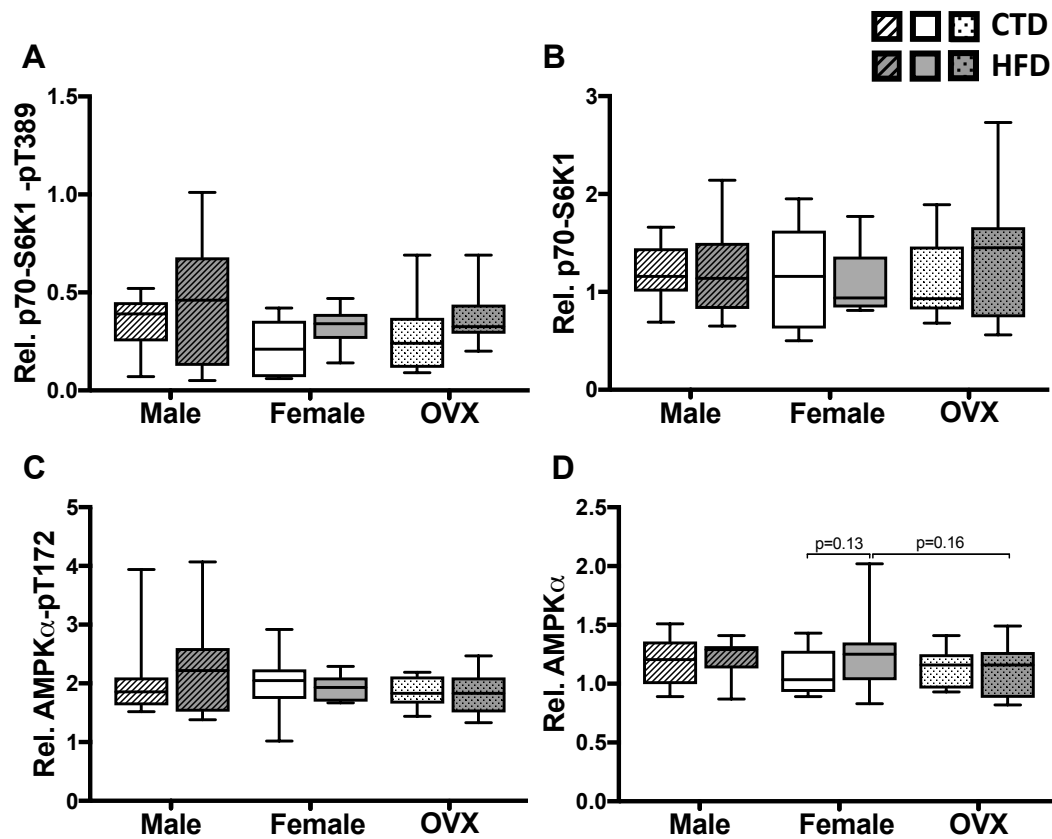 CTD
HFD
A
Rel. p70-S6K1 -pT389
1.5
1.0
0.5
0.0
Male Female OVX
B
Rel. p70-S6K1
3
2
1
0
Male Female OVX
C
Rel. AMPKα-pT172
5
4
3
2
1
0
Male Female OVX
D
Rel. AMPKα
2.5
2.0
1.5
1.0
0.5
0.0
p=0.13
p=0.16
Male Female OVX